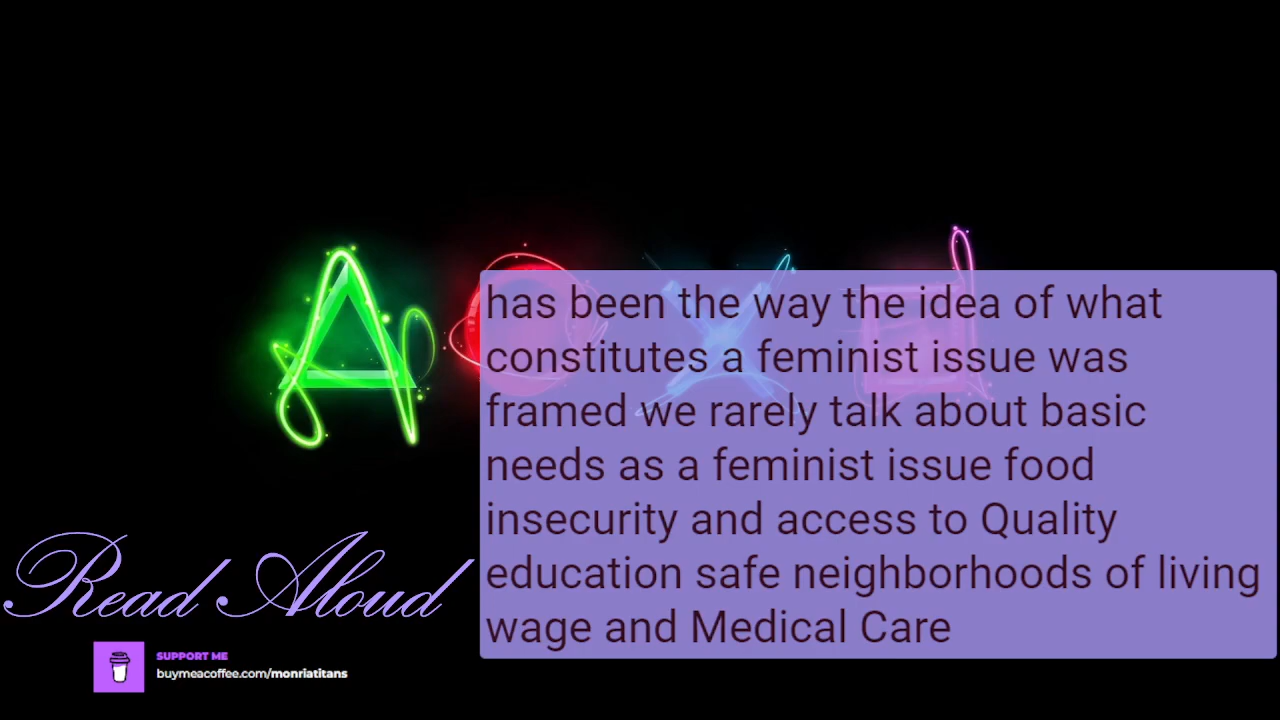 has been the way the idea of what
constitutes a feminist issue was
framed we rarely talk about basic
needs as a feminist issue food
insecurity and access to Quality
education safe neighborhoods of living
wage and Medical Care
Read Aloud
SUPPORT ME
buymeacoffee.com/monriatitans